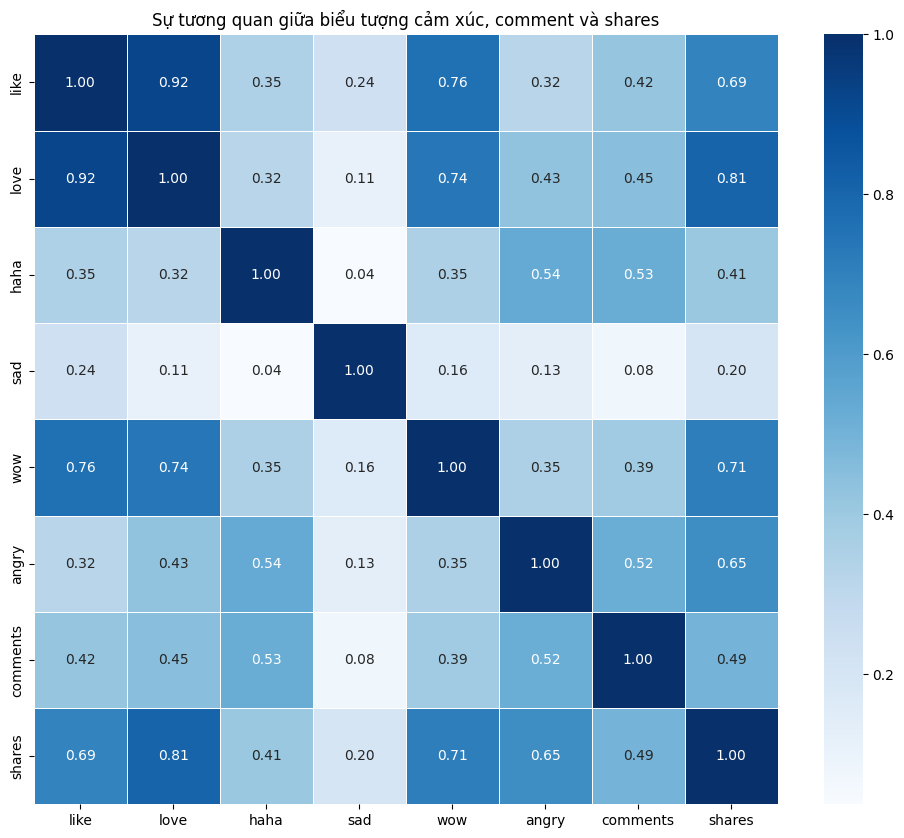 Sự tương quan giữa biểu tượng cảm xúc, comment và shares
like 1.00 0.92 0.35 0.24 0.76 0.32 0.42 0.69
love 0.92 1.00 0.32 0.11 0.74 0.43 0.45 0.81
haha 0.35 0.32 1.00 0.04 0.35 0.54 0.53 0.41
sad 0.24 0.11 0.04 1.00 0.16 0.13 0.08 0.20
wow 0.76 0.74 0.35 0.16 1.00 0.35 0.39 0.71
angry 0.32 0.43 0.54 0.13 0.35 1.00 0.52 0.65
comments 0.42 0.45 0.53 0.08 0.39 0.52 1.00 0.49
shares 0.69 0.81 0.41 0.20 0.71 0.65 0.49 1.00
like love haha sad wow angry comments shares
1.0
0.8
0.6
0.4
0.2